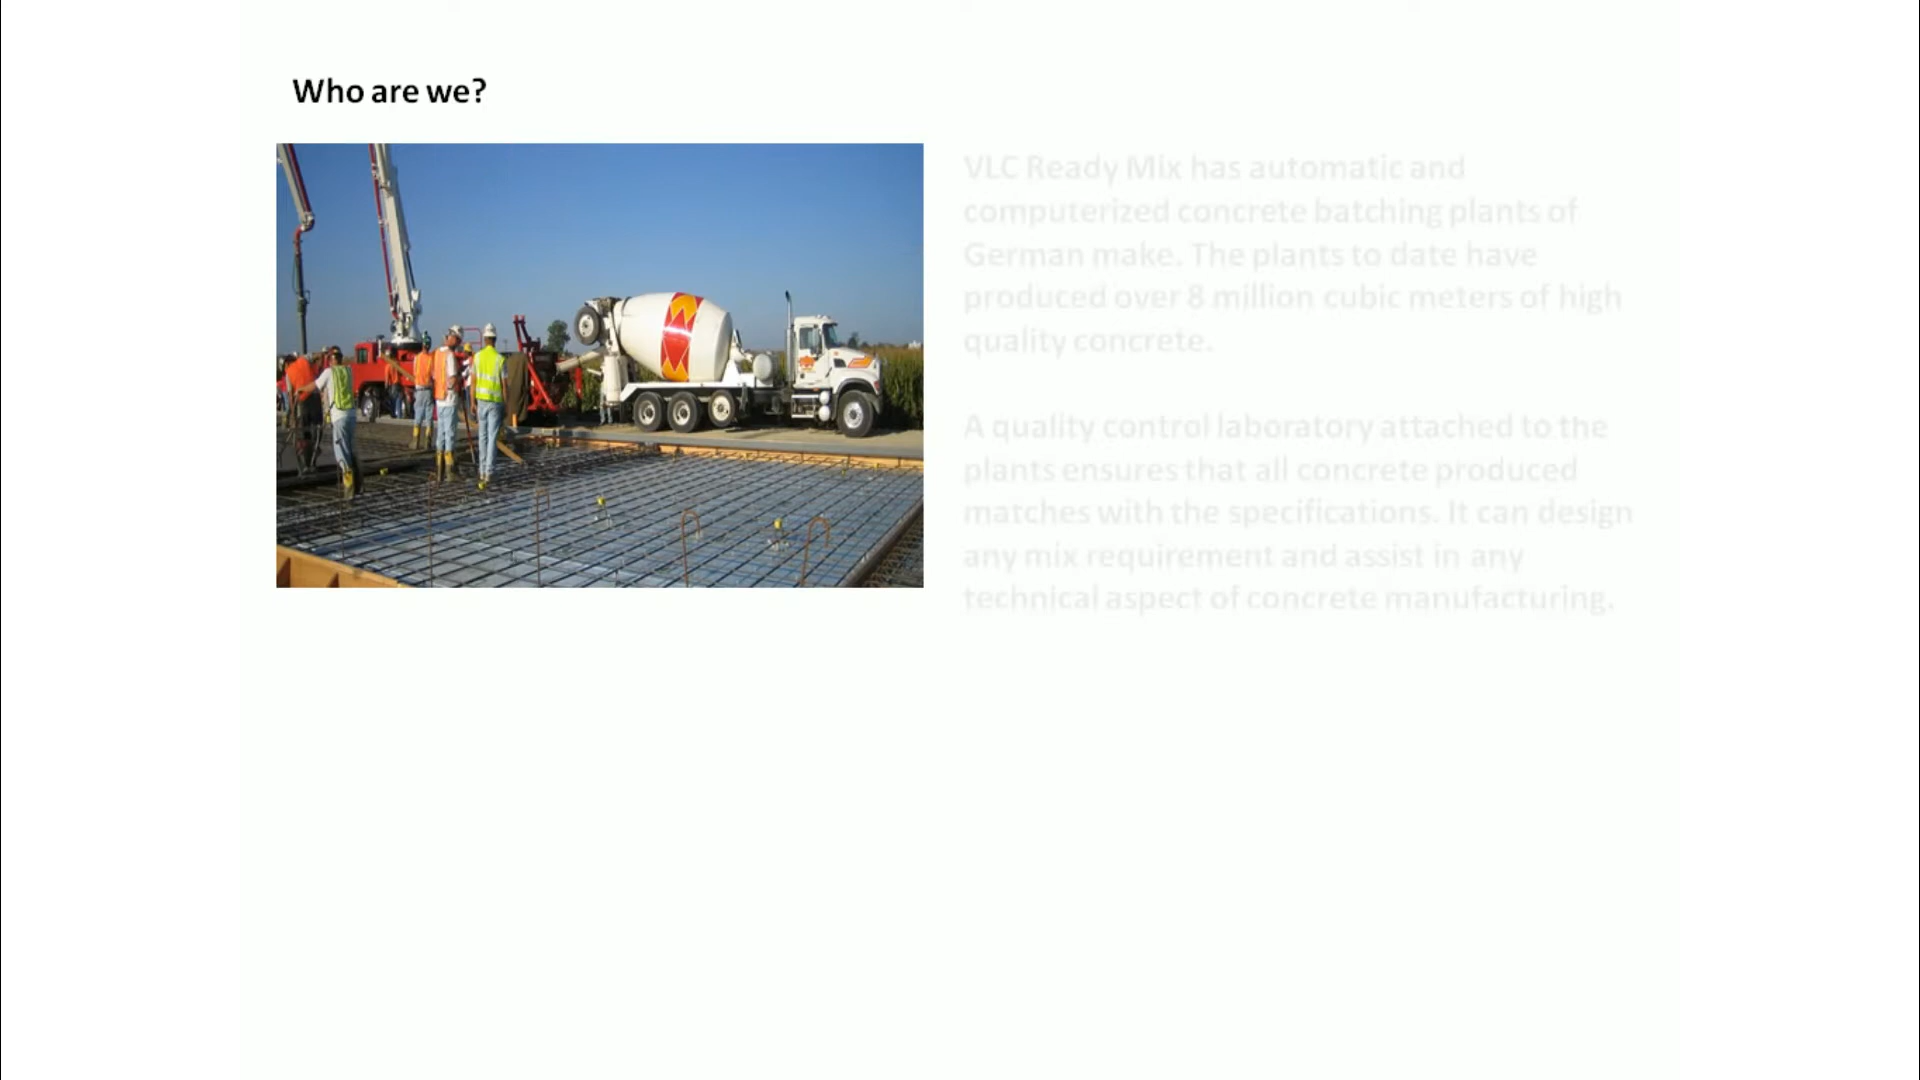 Who are we?
VLC Ready Mix has automatic and
computerized concrete batching plants of
German make. The plants to date have
produced over 8 million cubic meters of high
quality concrete.
A quality control laboratory attached to the
plants ensures that all concrete produced
matches with the specifications. It can design
any mix requirement and assist in any
technical aspect of concrete manufacturing.